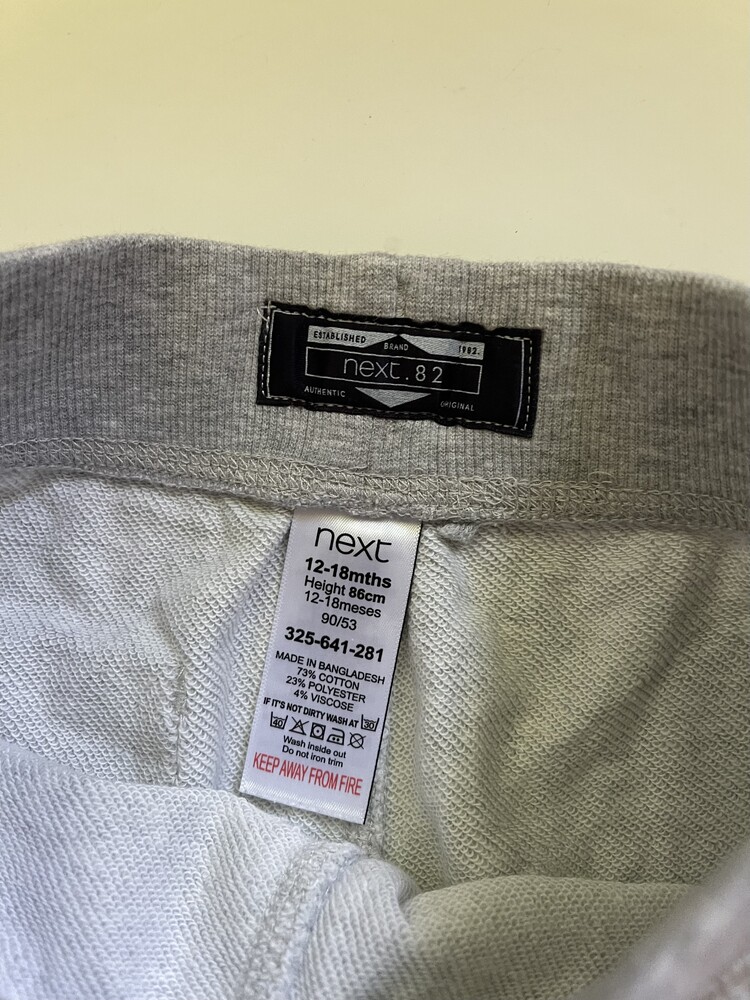 ESTABLISHED BRAND 1982.
next.82
AUTHENTIC ORIGINAL
next
12-18mths
Height 86cm
12-18meses
90/53
325-641-281
MADE IN BANGLADESH
73% COTTON
23% POLYESTER
4% VISCOSE
IF IT'S NOT DIRTY WASH AT 30
40
Wash inside out
Do not iron trim
KEEP AWAY FROM FIRE